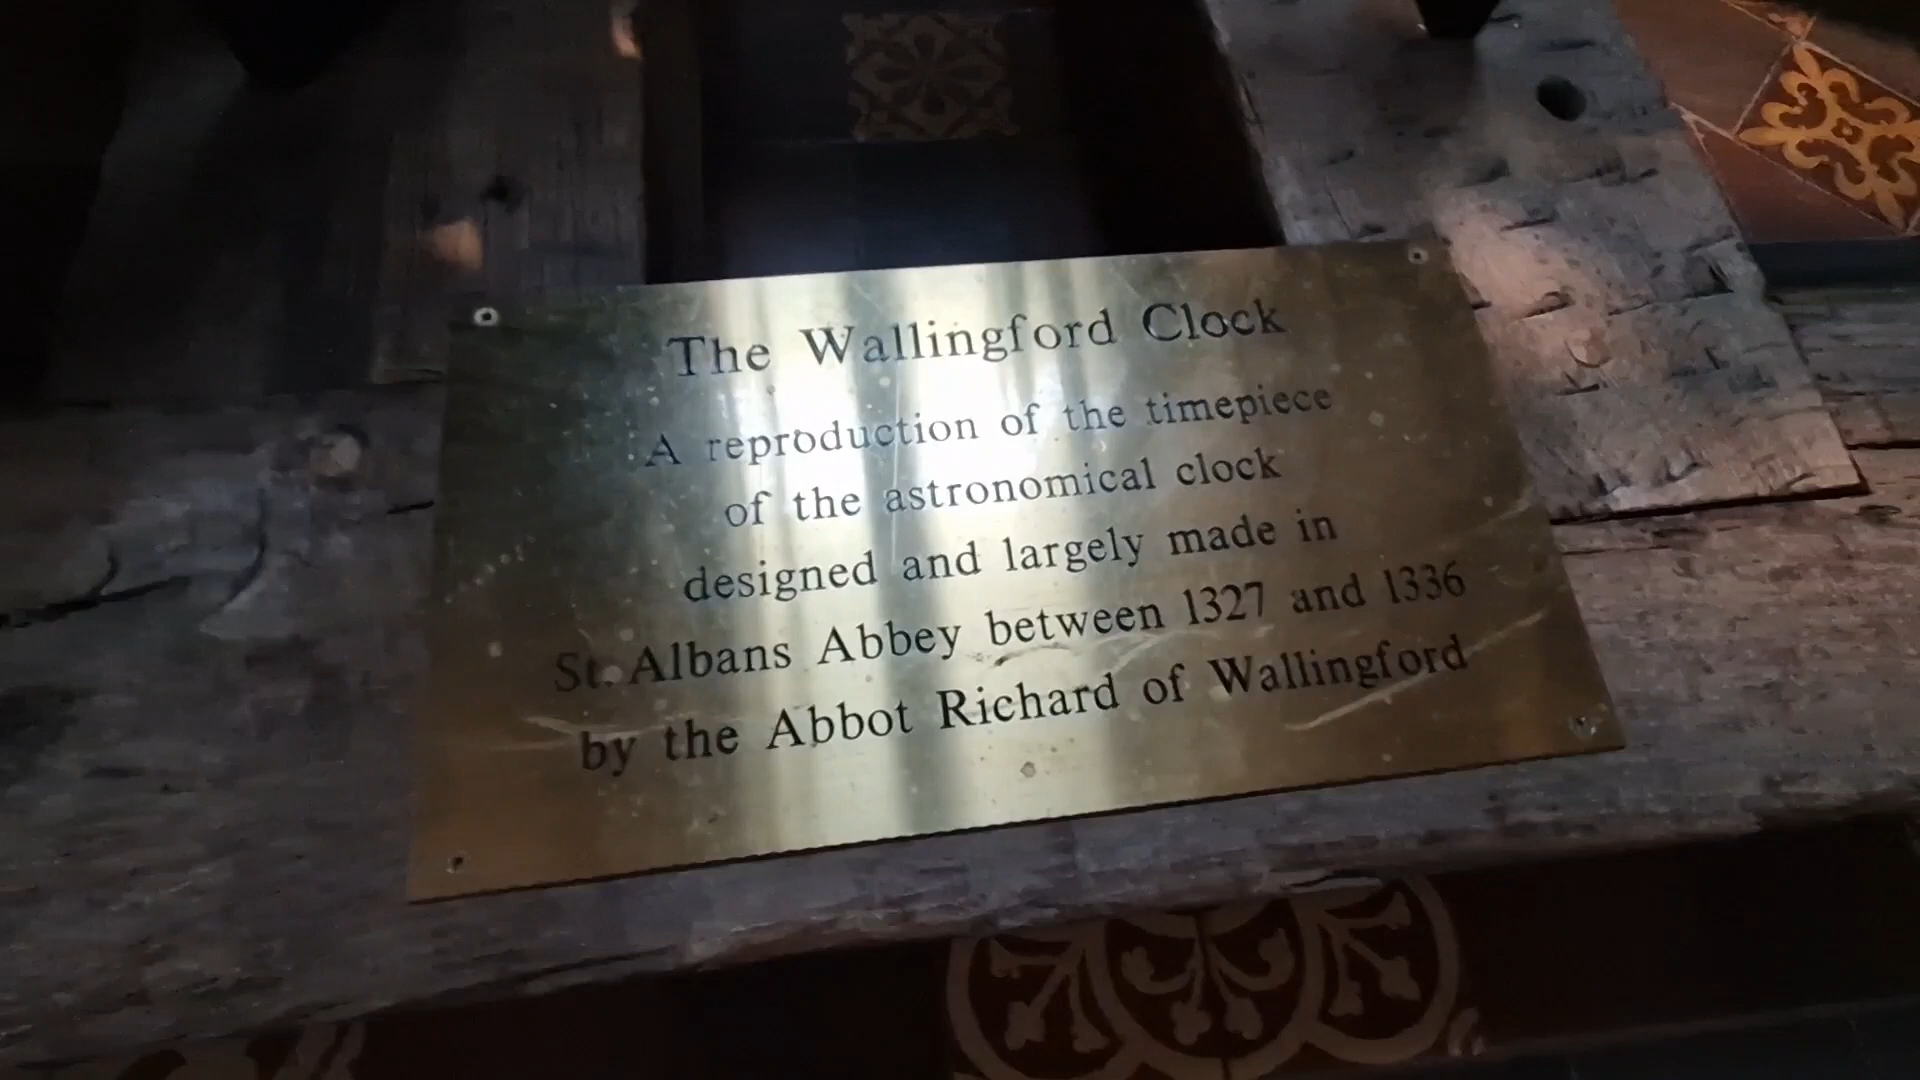 The Wallingford Clock
A reproduction of the timepiece
of the astronomical clock
designed and largely made in
St. Albans Abbey between 1327 and 1336
by the Abbot Richard of Wallingford